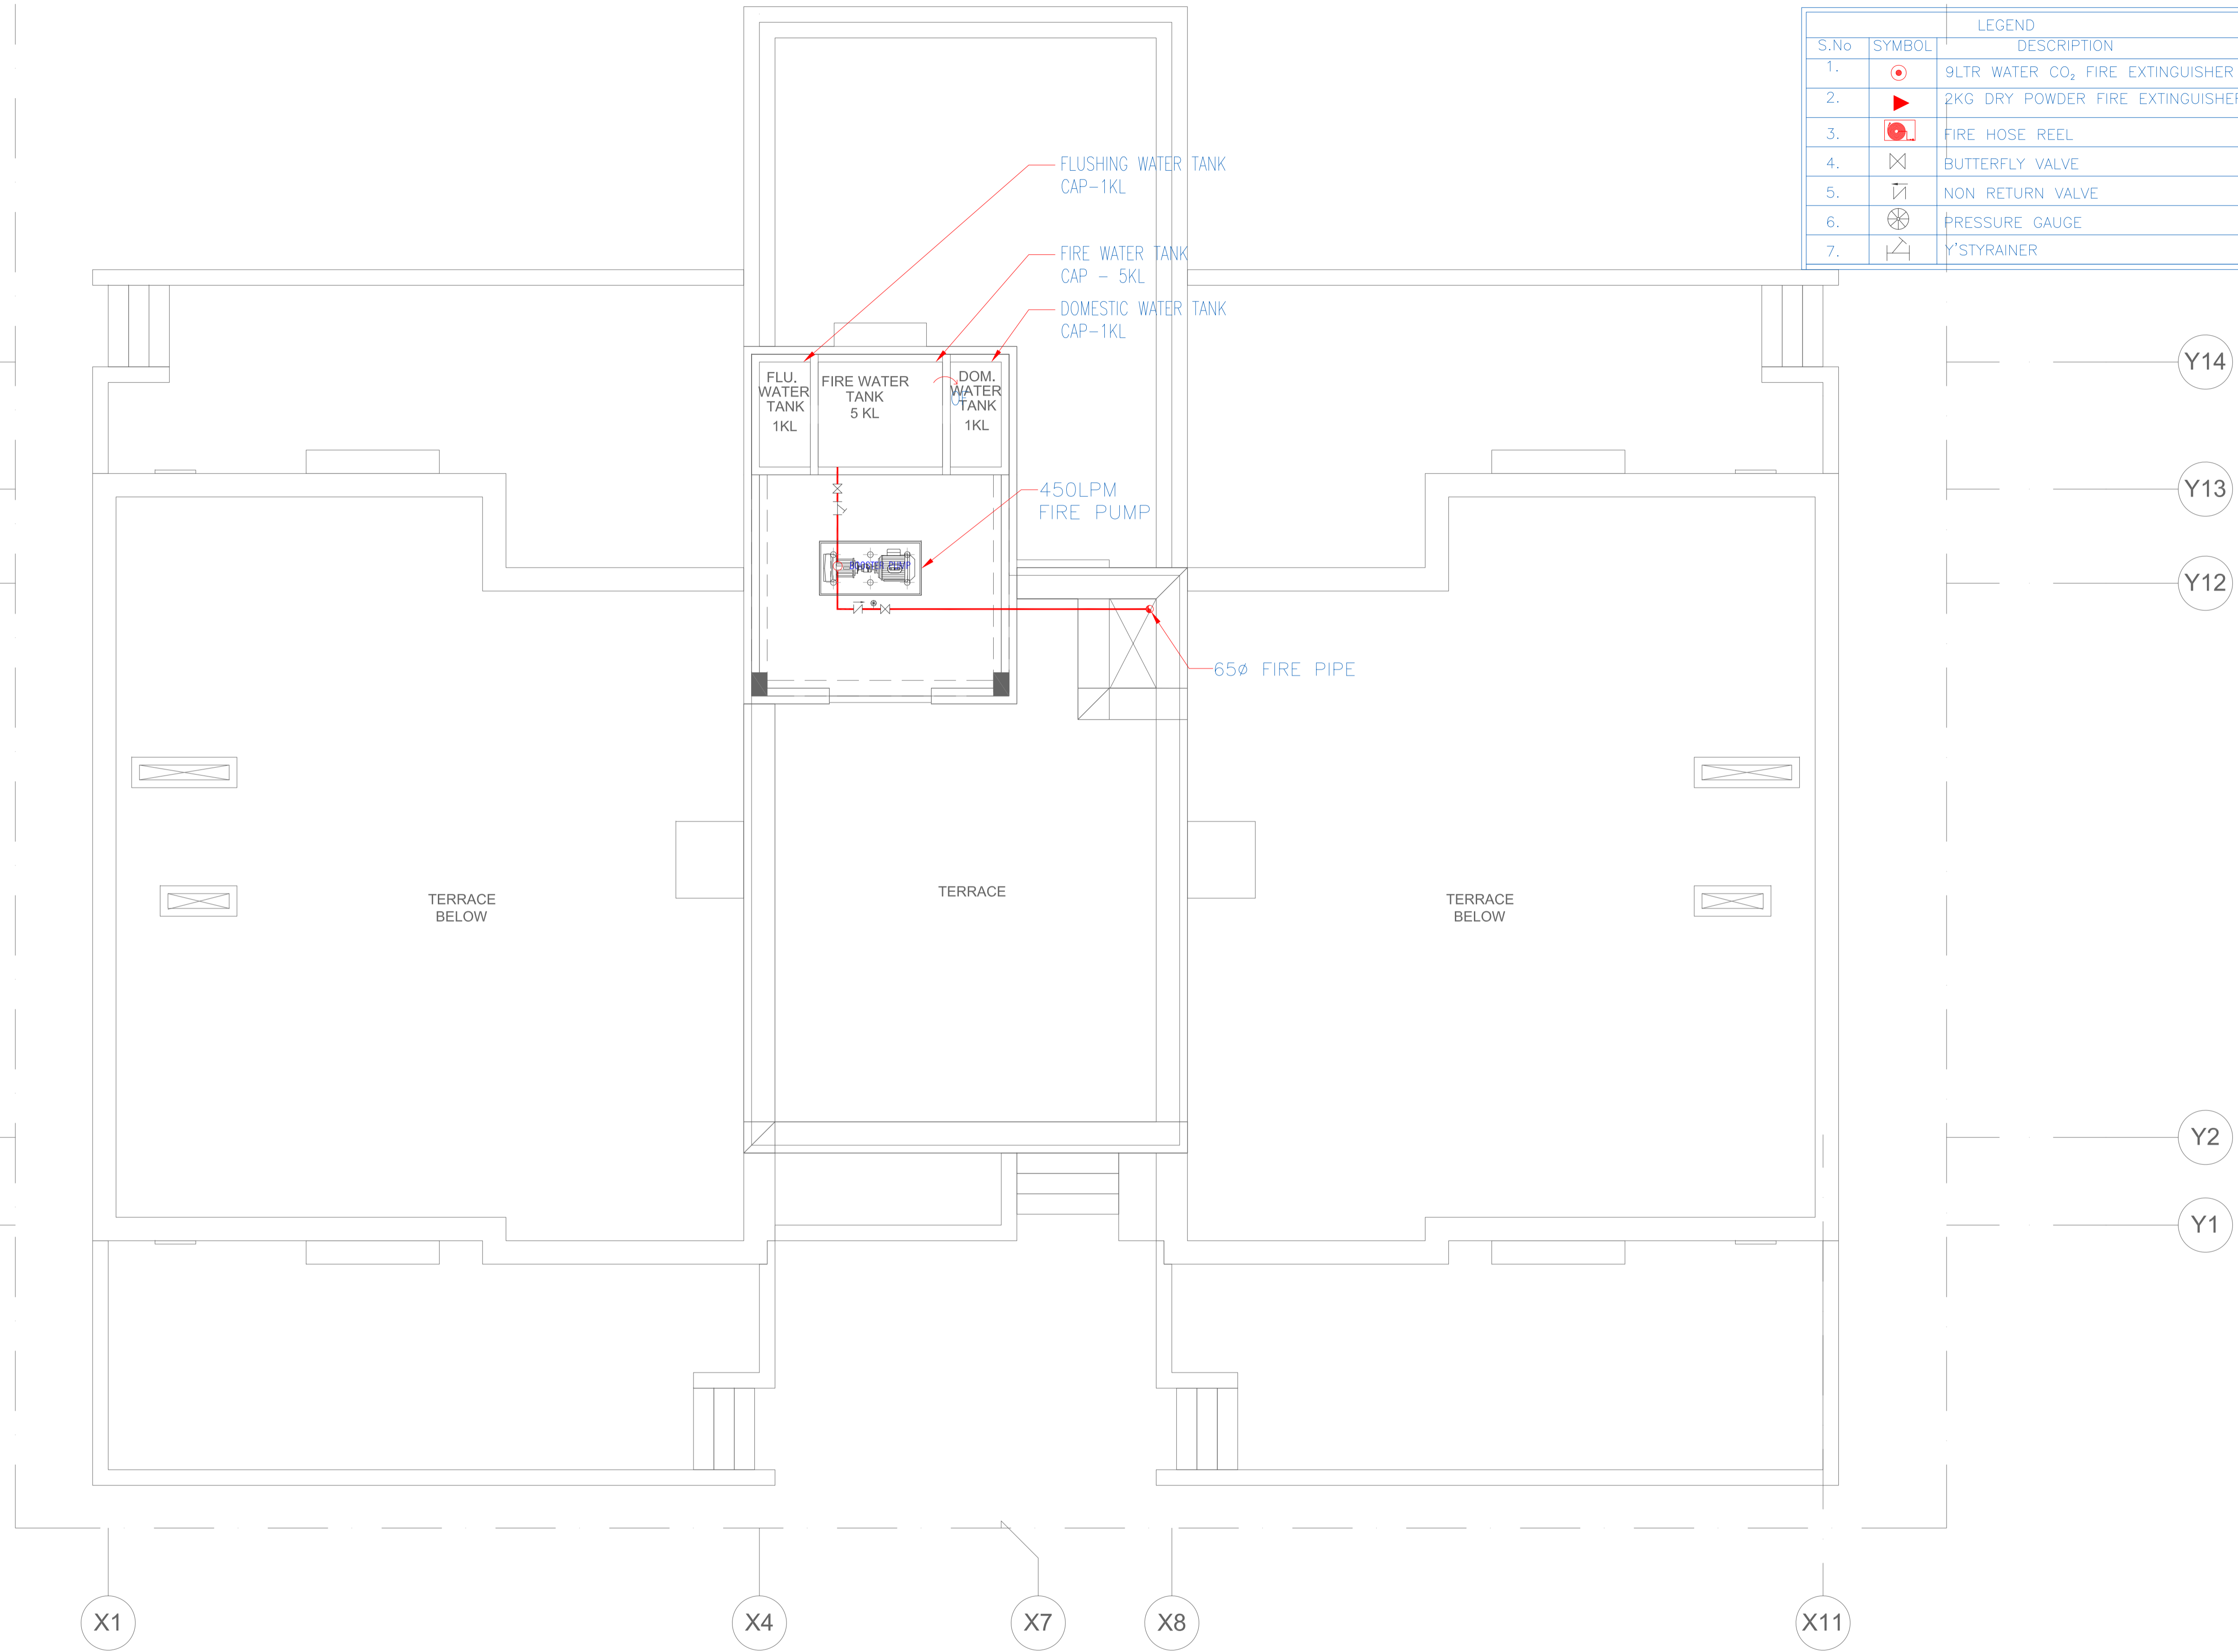 LEGEND
S.No SYMBOL DESCRIPTION
1. 9LTR WATER CO₂ FIRE EXTINGUISHER
2. 2KG DRY POWDER FIRE EXTINGUISHER
3. FIRE HOSE REEL
4. BUTTERFLY VALVE
5. NON RETURN VALVE
6. PRESSURE GAUGE
7. Y'STYRAINER
FLUSHING WATER TANK
CAP-1KL
FIRE WATER TANK
CAP - 5KL
DOMESTIC WATER TANK
CAP-1KL
FLU.
WATER
TANK
1KL
FIRE WATER
TANK
5 KL
OF
DOM.
WATER
TANK
1KL
450LPM
FIRE PUMP
BOOSTER PUMP
65ø FIRE PIPE
TERRACE
BELOW
TERRACE
TERRACE
BELOW
Y14
Y13
Y12
Y2
Y1
X1
X4
X7
X8
X11